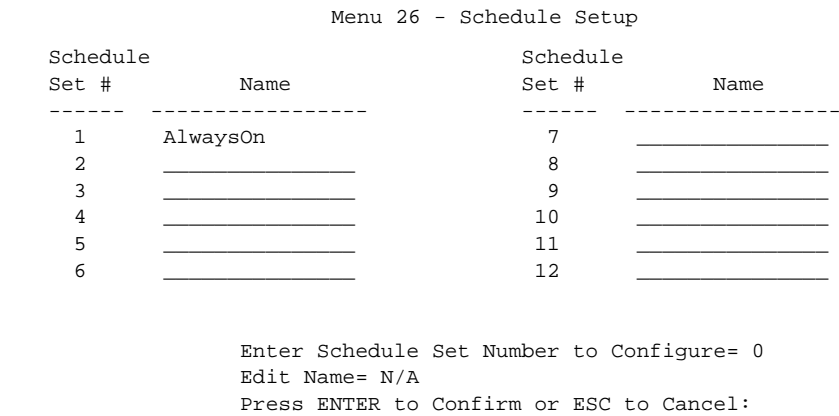 Menu 26 - Schedule Setup
Schedule Schedule
Set # Name Set # Name
------ ----------------- ------ -----------------
1 AlwaysOn 7 _______________
2 _______________ 8 _______________
3 _______________ 9 _______________
4 _______________ 10 _______________
5 _______________ 11 _______________
6 _______________ 12 _______________
Enter Schedule Set Number to Configure= 0
Edit Name= N/A
Press ENTER to Confirm or ESC to Cancel: